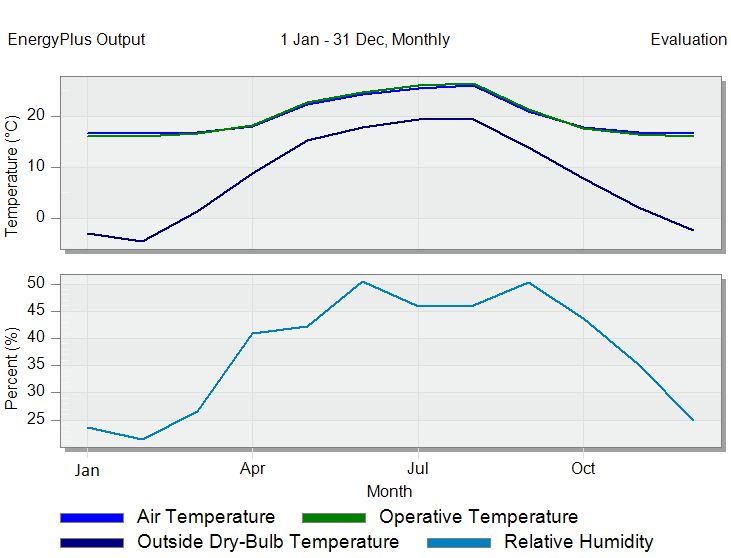 EnergyPlus Output 1 Jan - 31 Dec, Monthly Evaluation
Temperature (°C)
20
10
0
Percent (%)
50
45
40
35
30
25
Jan Apr Jul Oct
Month
Air Temperature Operative Temperature
Outside Dry-Bulb Temperature Relative Humidity